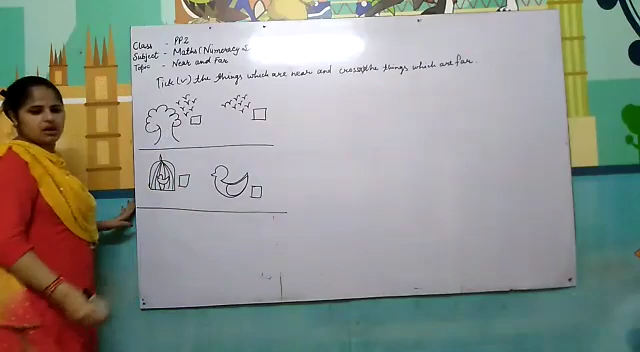 Class - PP2
Subject - Maths (Numeracy
Topic - Near and Far
Tick (✓) the things which are near and cross the things which are far.